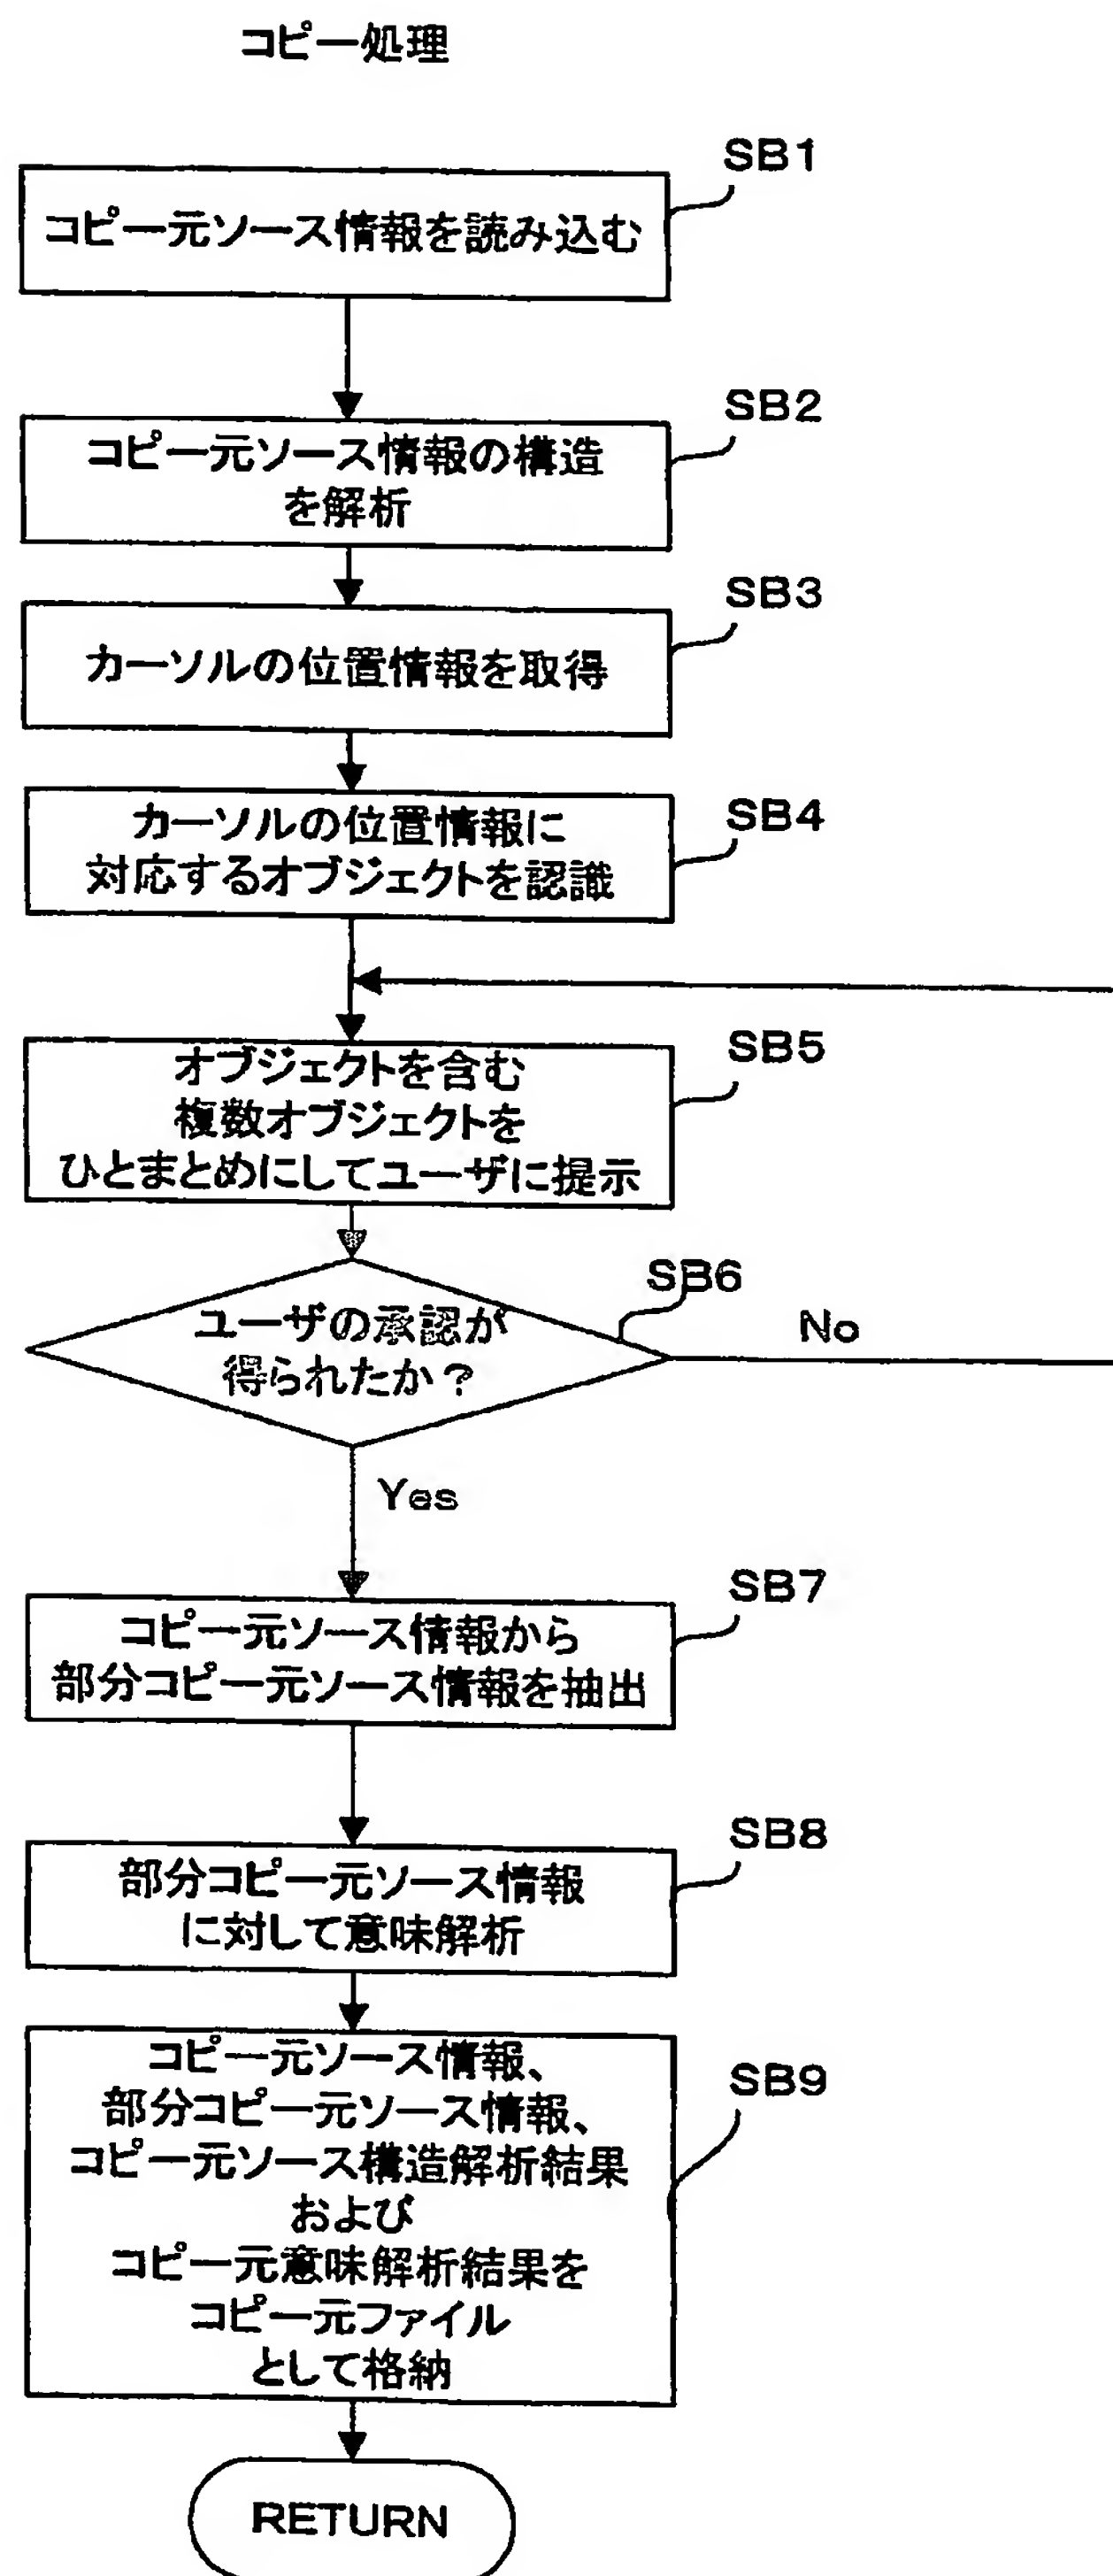 コピー処理
SB1
コピー元ソース情報を読み込む
SB2
コピー元ソース情報の構造
を解析
SB3
カーソルの位置情報を取得
SB4
カーソルの位置情報に
対応するオブジェクトを認識
SB5
オブジェクトを含む
複数オブジェクトを
ひとまとめにしてユーザに提示
SB6
ユーザの承認が
得られたか？
No
Yes
SB7
コピー元ソース情報から
部分コピー元ソース情報を抽出
SB8
部分コピー元ソース情報
に対して意味解析
SB9
コピー元ソース情報、
部分コピー元ソース情報、
コピー元ソース構造解析結果
および
コピー元意味解析結果を
コピー元ファイル
として格納
RETURN